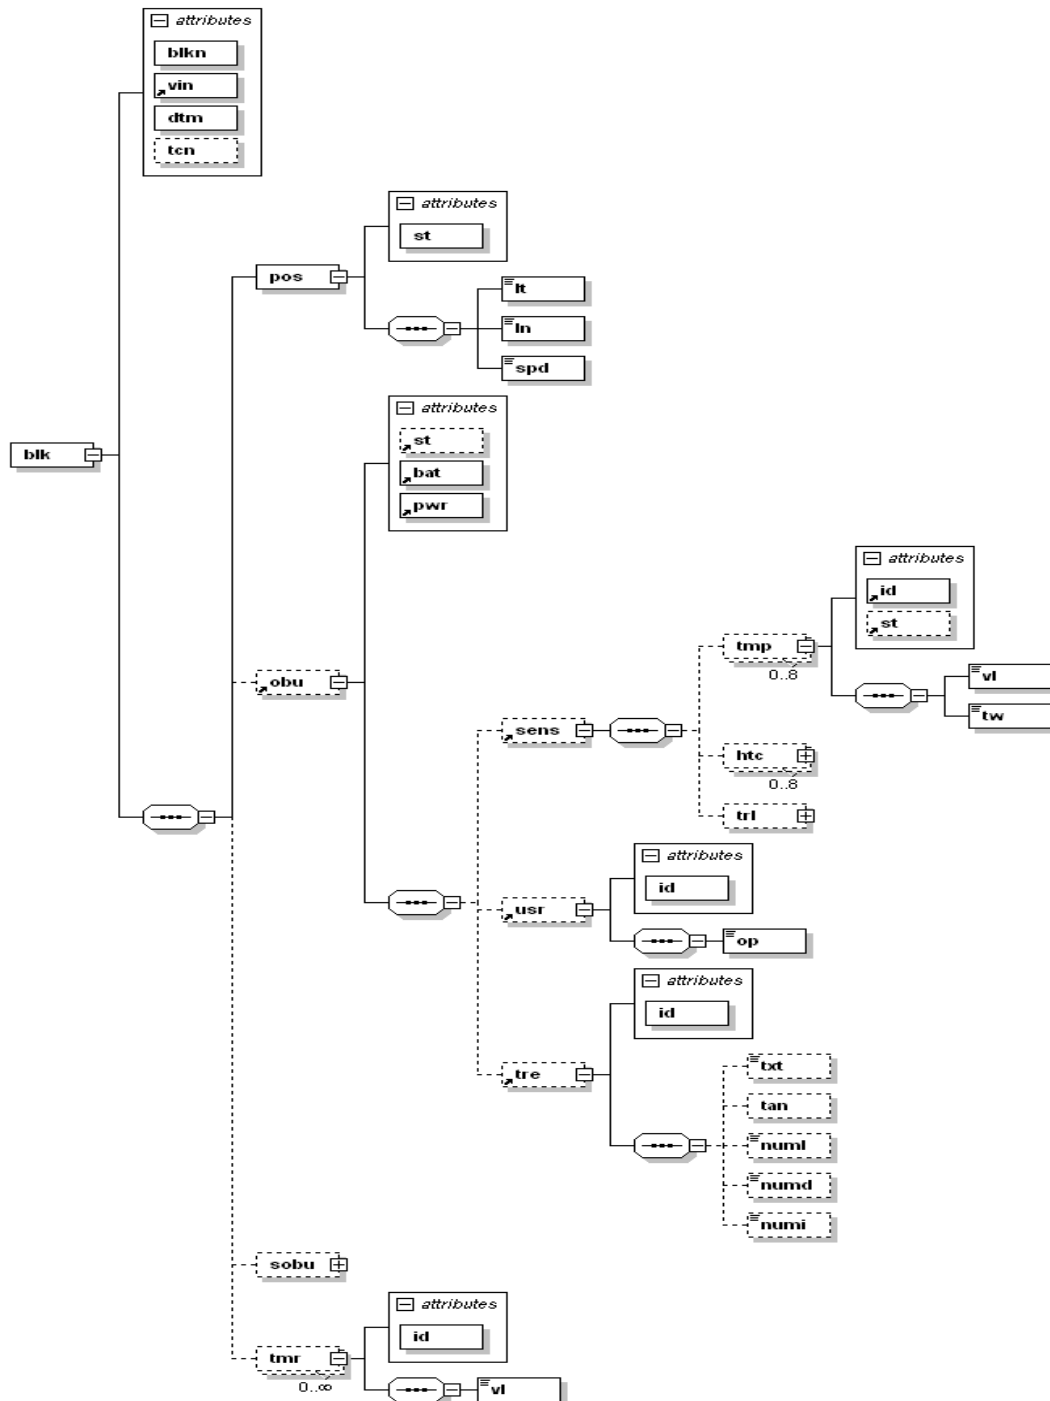 attributes
blkn
vin
dtm
tcn
attributes
st
pos
lt
ln
spd
attributes
st
bat
pwr
blk
attributes
id
st
tmp
0..8
vl
tw
obu
sens
htc
0..8
trl
attributes
id
usr
op
attributes
id
tre
txt
tan
numl
numd
numi
sobu
attributes
id
tmr
0..∞
vl